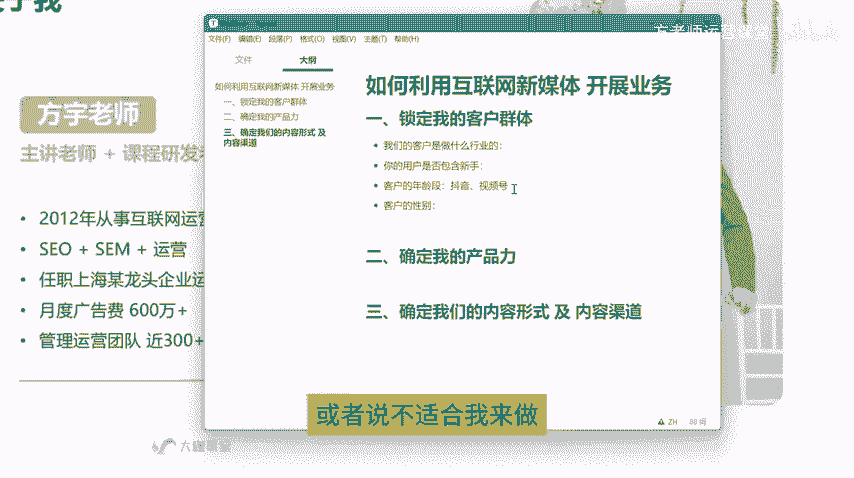 于我
方老师运营课堂
文件(F) 编辑(E) 段落(P) 格式(O) 视图(V) 主题(T) 帮助(H)
文件 大纲
如何利用互联网新媒体 开展业务
一、锁定我的客户群体
二、确定我的产品力
三、确定我们的内容形式 及
内容渠道
如何利用互联网新媒体 开展业务
一、锁定我的客户群体
• 我们的客户是做什么行业的:
• 你的用户是否包含新手:
• 客户的年龄段: 抖音、视频号
• 客户的性别:
二、确定我的产品力
三、确定我们的内容形式 及 内容渠道
ZH 88 词
方宇老师
主讲老师 + 课程研发
• 2012年从事互联网运营
• SEO + SEM + 运营
• 任职上海某龙头企业运
• 月度广告费 600万+
• 管理运营团队 近300+
或者说不适合我来做